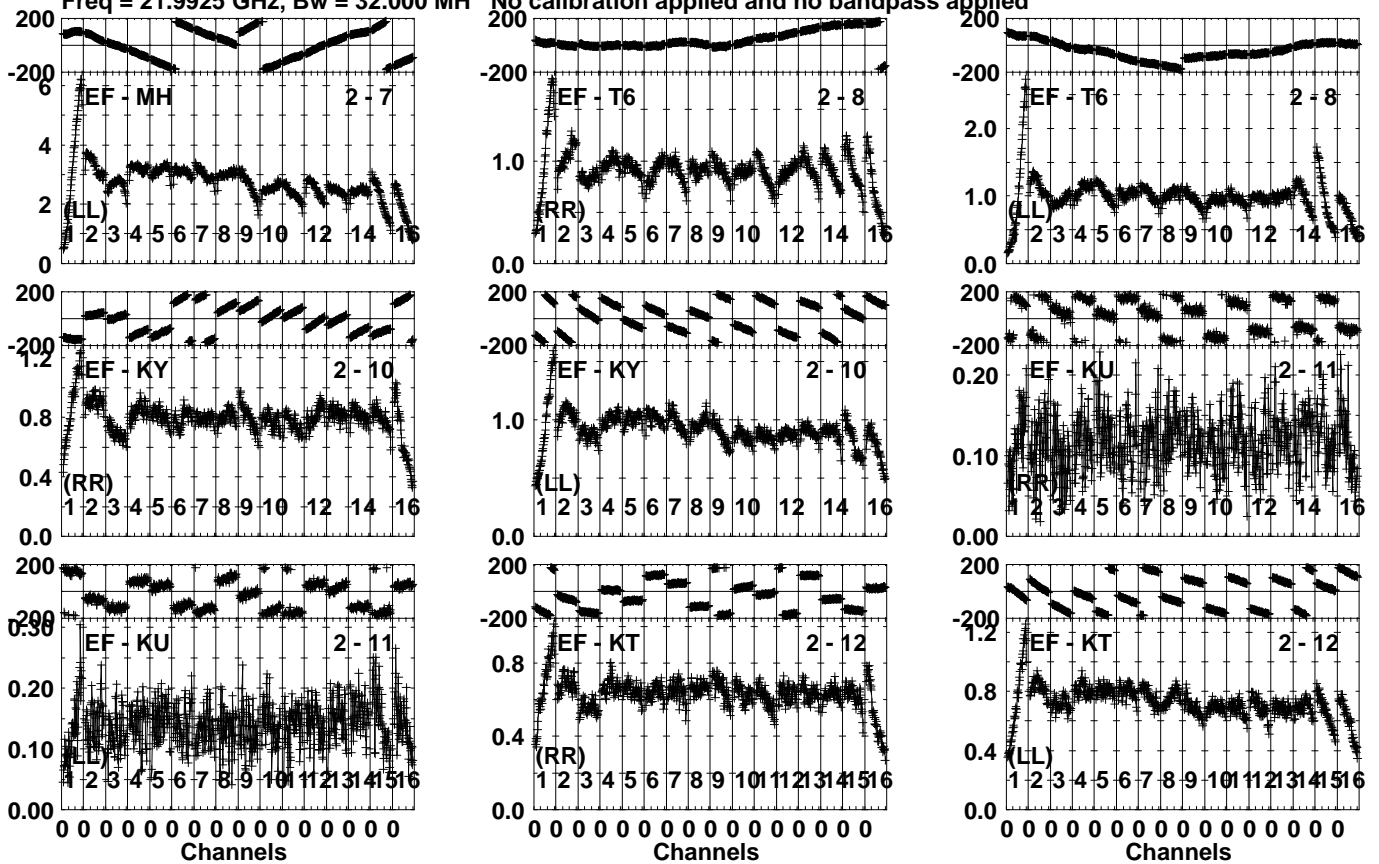 Freq = 21.9925 GHz, Bw = 32.000 MH No calibration applied and no bandpass applied
200 200 200
-200 -200 -200
6
EF - MH 2 - 7 EF - T6 2 - 8 EF - T6 2 - 8
4 1.0 2.0
2 1.0
(LL) (RR) (LL)
1 2 3 4 5 6 7 8 9 10 12 14 16 1 2 3 4 5 6 7 8 9 10 12 14 16 2 3 4 5 6 7 8 9 10 12 14 16
0 0.0 0.0
200 200 200
-200 -200 -200
1.2
EF - KY 2 - 10 EF - KY 2 - 10 EF - KU 2 - 11
0.8 1.0 0.20
0.4 0.10
(RR) (LL) (RR)
1 2 3 4 5 6 7 8 9 10 12 14 16 1 2 3 4 5 6 7 8 9 10 12 14 16 1 2 3 4 5 6 7 8 9 10 12 14 16
0.0 0.0 0.00
200 200 200
-200 -200 -200
0.30 1.2
EF - KU 2 - 11 EF - KT 2 - 12 EF - KT 2 - 12
0.20 0.8 0.8
0.10 0.4 0.4
(LL) (RR) (LL)
1 2 3 4 5 6 7 8 9 10 11 12 13 14 15 16 1 2 3 4 5 6 7 8 9 10 11 12 13 14 15 16 1 2 3 4 5 6 7 8 9 10 11 12 13 14 15 16
0.00 0.0 0.0
0 0 0 0 0 0 0 0 0 0 0 0 0 0 0 0 0 0 0 0 0 0 0 0 0 0 0 0 0 0 0 0 0 0 0 0 0 0 0 0 0 0 0 0 0 0 0 0
Channels Channels Channels